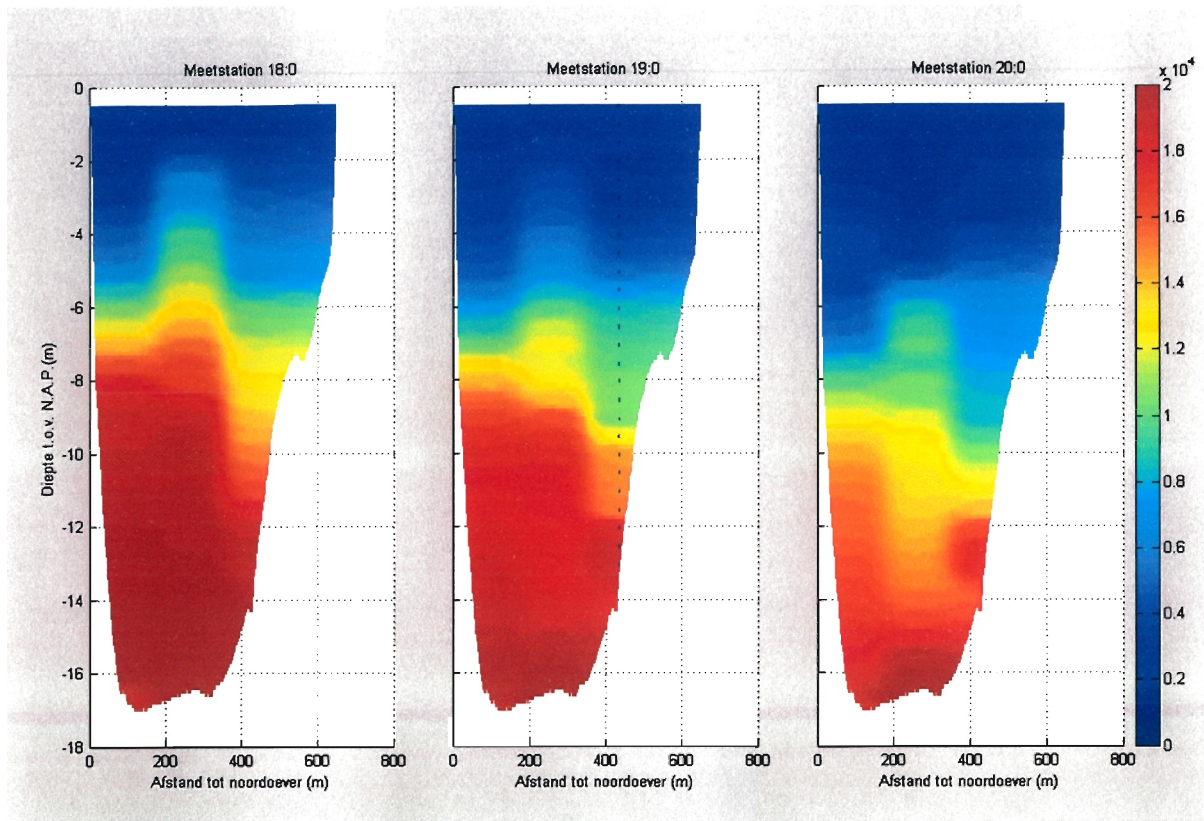 Meetstation 18:0
Meetstation 19:0
Meetstation 20:0
x 10^4
Diepte t.o.v. N.A.P.(m)
0
-2
-4
-6
-8
-10
-12
-14
-16
-18
0 200 400 600 800
0 200 400 600 800
0 200 400 600 800
Afstand tot noordoever (m)
Afstand tot noordoever (m)
Afstand tot noordoever (m)
2
1.8
1.6
1.4
1.2
1
0.8
0.6
0.4
0.2
0